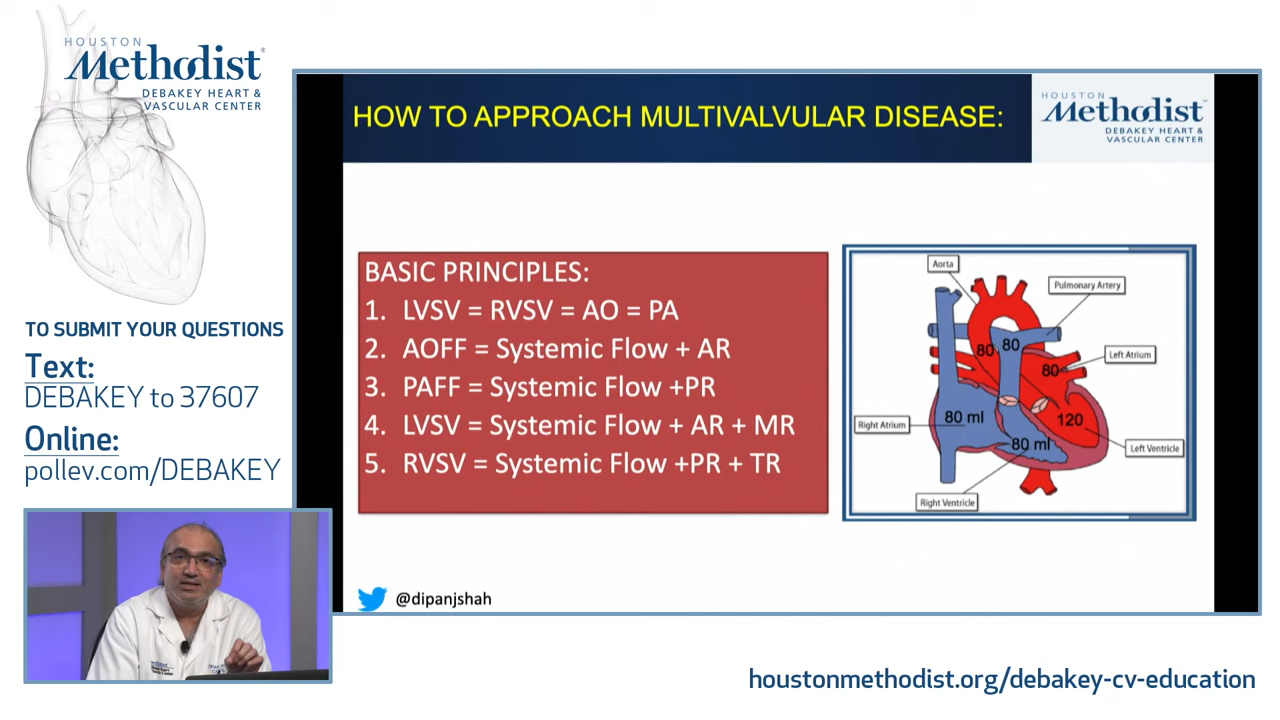 HOUSTON
Methodist
DEBAKEY HEART &
VASCULAR CENTER
TO SUBMIT YOUR QUESTIONS
Text:
DEBAKEY to 37607
Online:
pollev.com/DEBAKEY
HOW TO APPROACH MULTIVALVULAR DISEASE:
HOUSTON
Methodist
DEBAKEY HEART &
VASCULAR CENTER
BASIC PRINCIPLES:
1. LVSV = RVSV = AO = PA
2. AOFF = Systemic Flow + AR
3. PAFF = Systemic Flow +PR
4. LVSV = Systemic Flow + AR + MR
5. RVSV = Systemic Flow +PR + TR
Aorta
Pulmonary Artery
80
80
Left Atrium
80
80 ml
120
Right Atrium
80 ml
Left Ventricle
Right Ventricle
@dipanjshah
houstonmethodist.org/debakey-cv-education